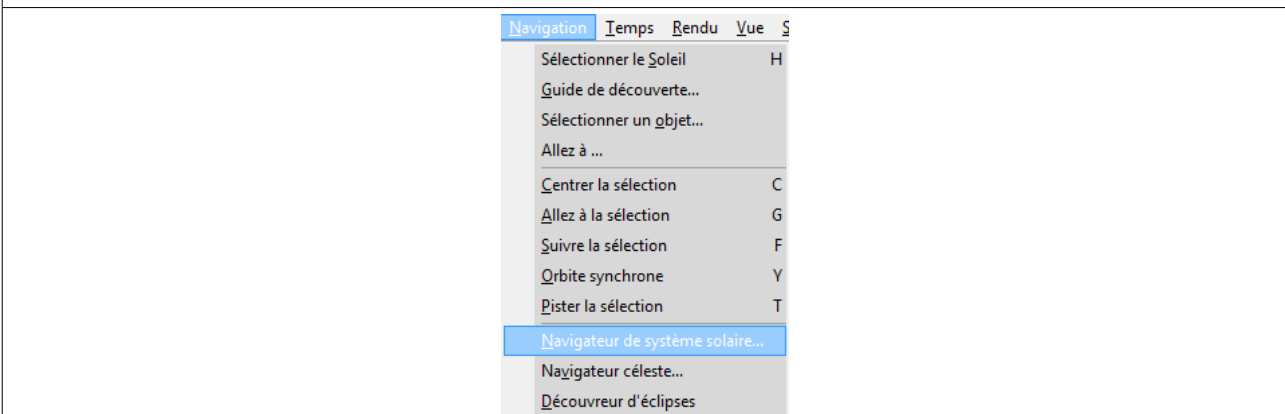 Navigation Temps Rendu Vue S
Sélectionner le Soleil H
Guide de découverte...
Sélectionner un objet...
Allez à ...
Centrer la sélection C
Allez à la sélection G
Suivre la sélection F
Orbite synchrone Y
Pister la sélection T
Navigateur de système solaire...
Navigateur céleste...
Découvreur d'éclipses